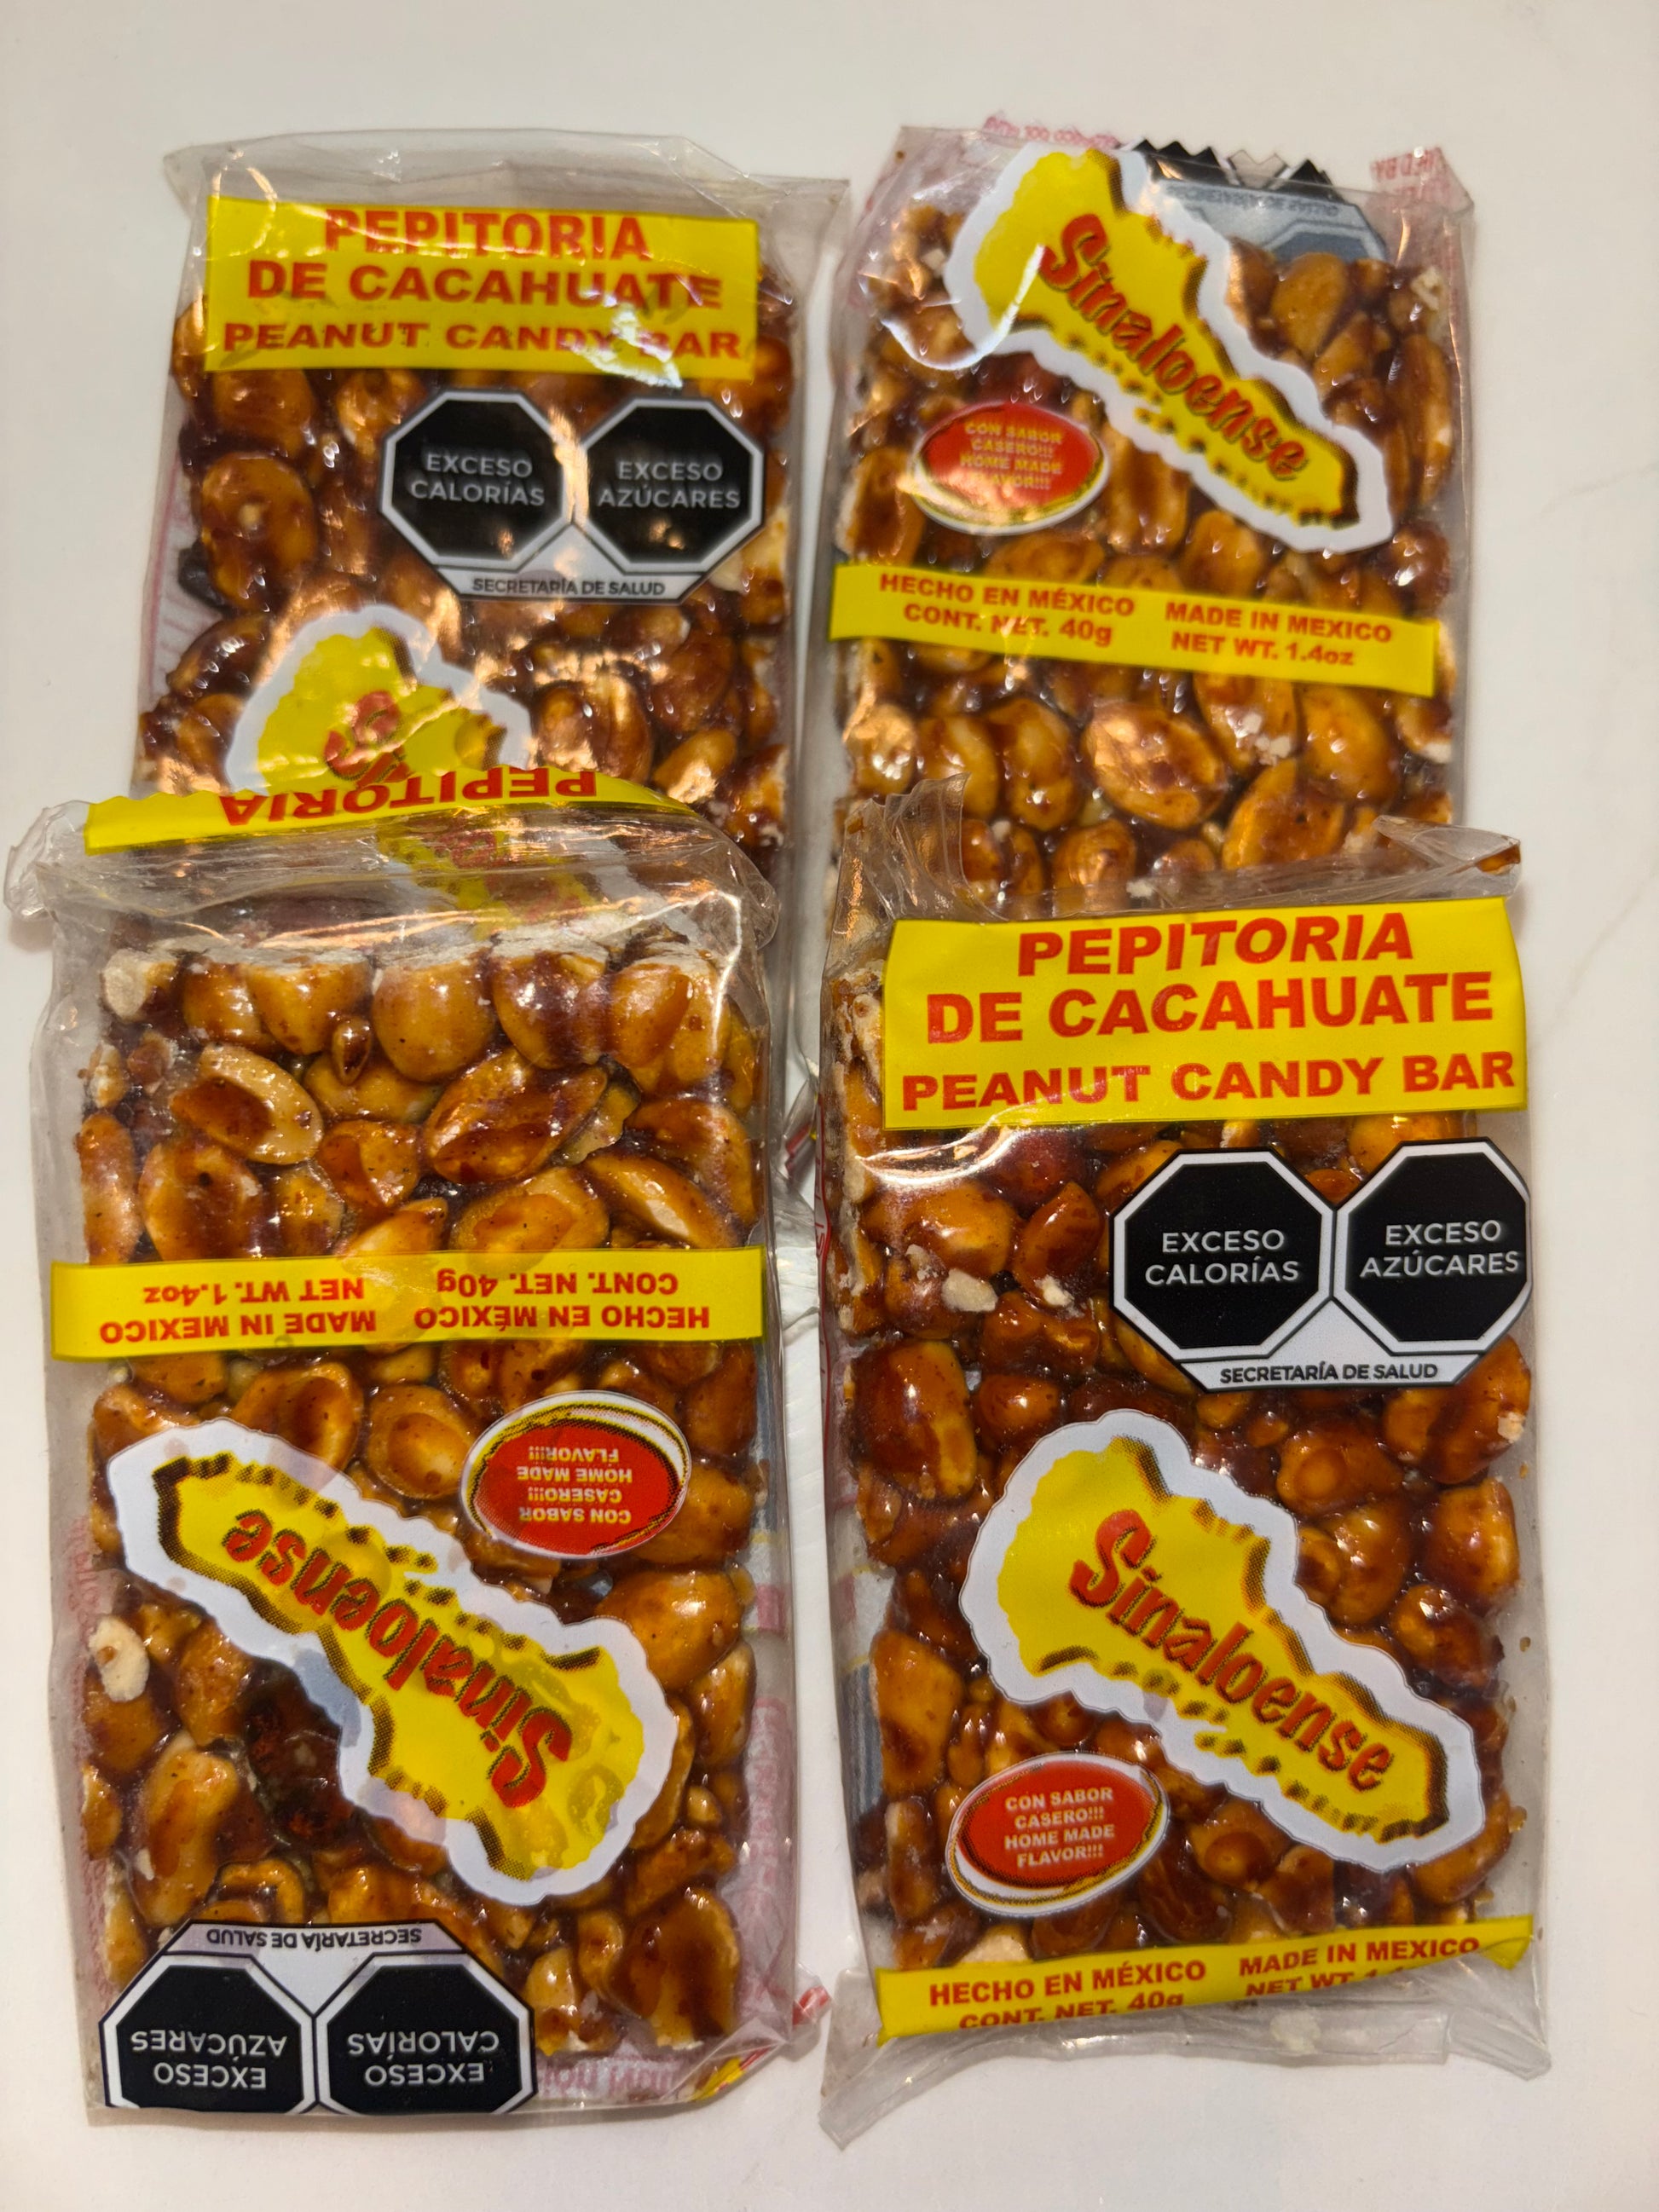 PEPITORIA
DE CACAHUATE
PEANUT CANDY BAR
EXCESO
CALORÍAS
EXCESO
AZÚCARES
SECRETARÍA DE SALUD
Sinaloense
CON SABOR
CASERO!!!
HOME MADE
FLAVOR!!!
HECHO EN MÉXICO
CONT. NET. 40g
MADE IN MEXICO
NET WT. 1.4oz
PEPITORIA
HECHO EN MÉXICO
CONT. NET. 40g
MADE IN MEXICO
NET WT. 1.4oz
CON SABOR
CASERO!!!
HOME MADE
FLAVOR!!!
Sinaloense
SECRETARÍA DE SALUD
EXCESO
CALORÍAS
EXCESO
AZÚCARES
PEPITORIA
DE CACAHUATE
PEANUT CANDY BAR
EXCESO
CALORÍAS
EXCESO
AZÚCARES
SECRETARÍA DE SALUD
Sinaloense
CON SABOR
CASERO!!!
HOME MADE
FLAVOR!!!
HECHO EN MÉXICO
CONT. NET. 40g
MADE IN MEXICO
NET WT.